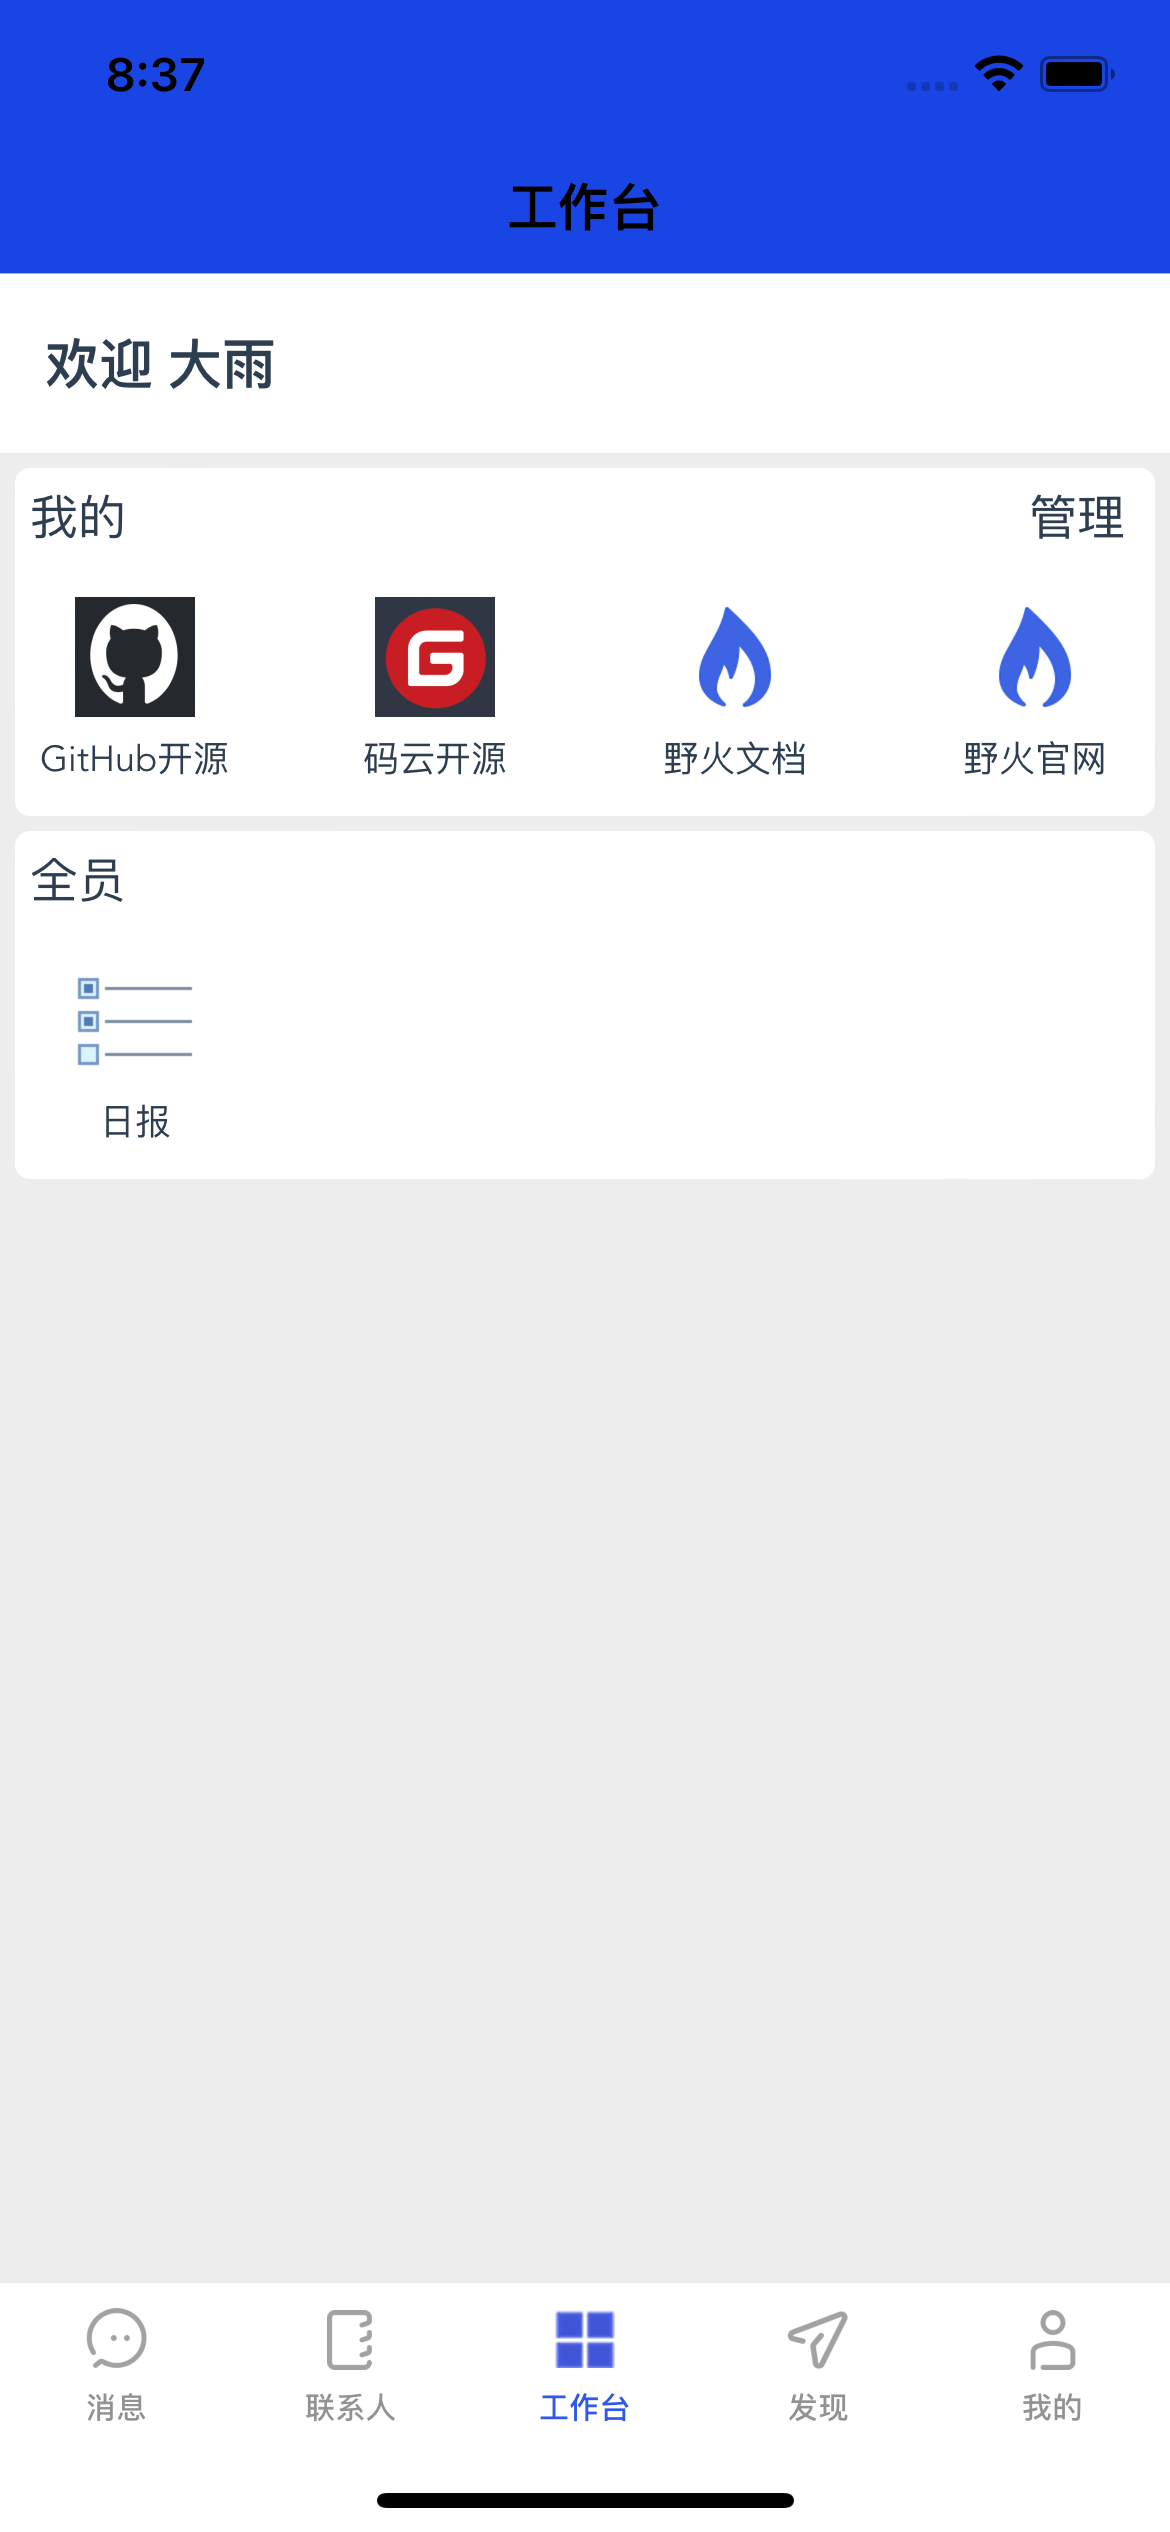 8:37
工作台
欢迎 大雨
我的 管理
GitHub开源 码云开源 野火文档 野火官网
全员
日报
消息 联系人 工作台 发现 我的